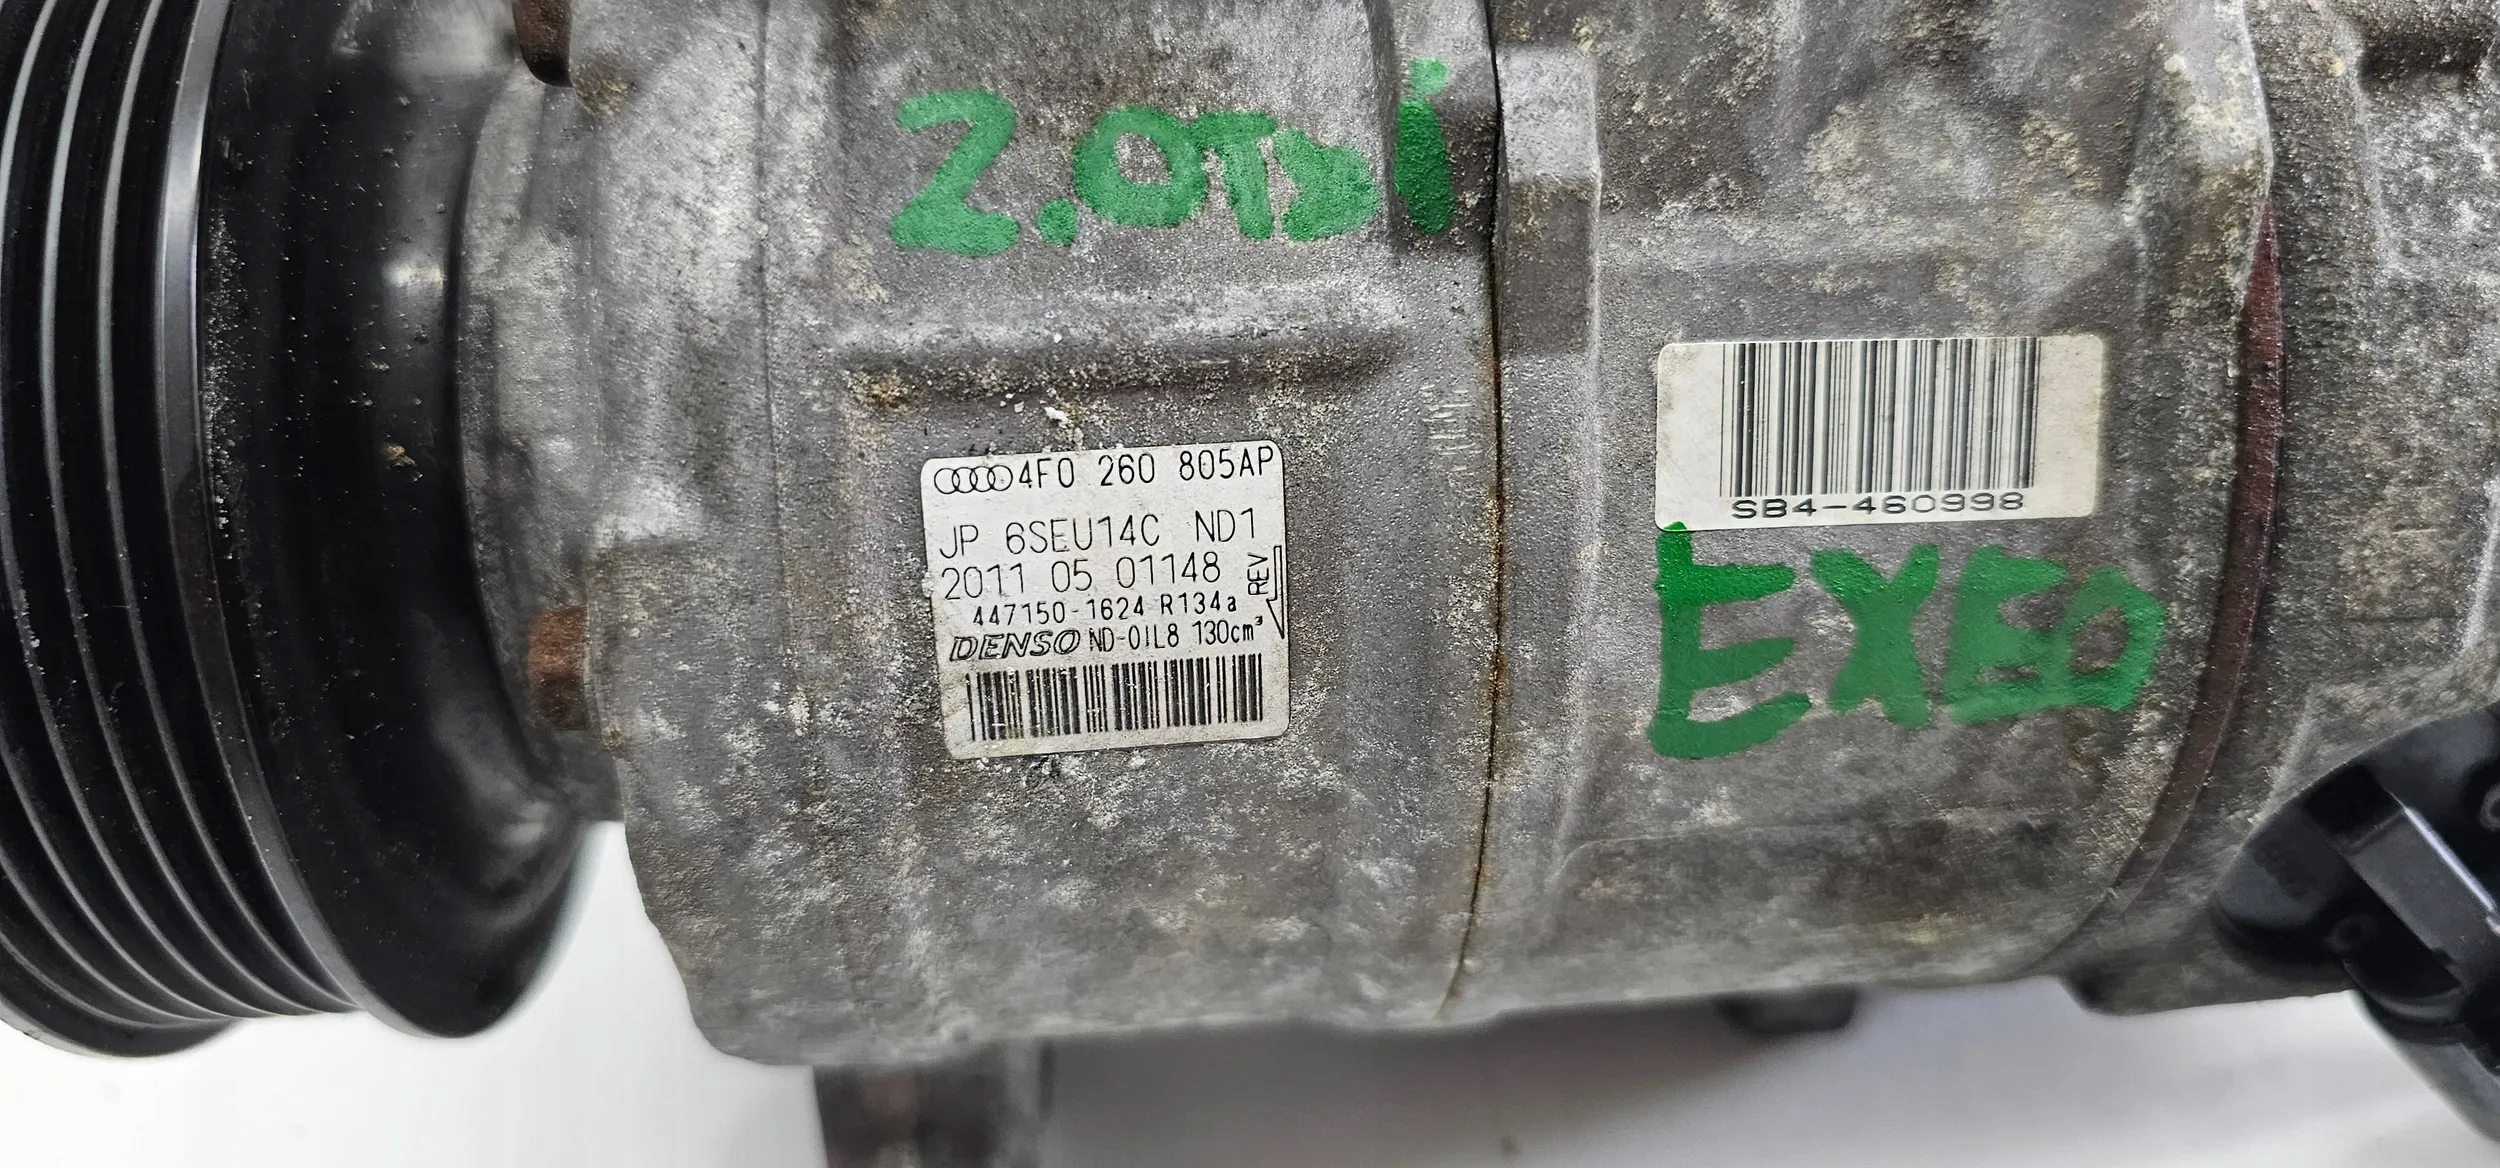 2.0TDi
4F0 260 805AP
JP 6SEU14C ND1
2011 05 01148
REV
447150-1624 R134a
DENSO ND-OIL8 130cm³
SB4-460998
EXEO